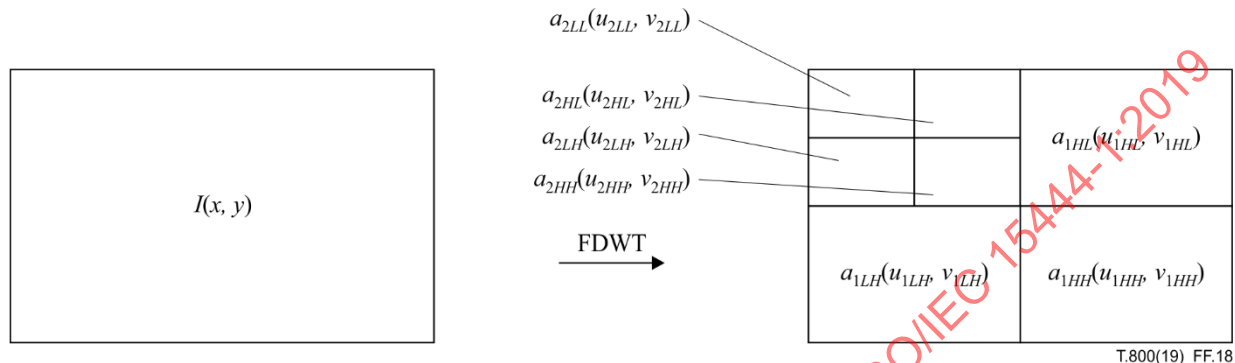 a2LL(u2LL, v2LL)
a2HL(u2HL, v2HL)
a2LH(u2LH, v2LH)
a2HH(u2HH, v2HH)
I(x, y)
FDWT
a1HL(u1HL, v1HL)
a1LH(u1LH, v1LH)
a1HH(u1HH, v1HH)
O/IEC 15444-1:2019
T.800(19)_FF.18